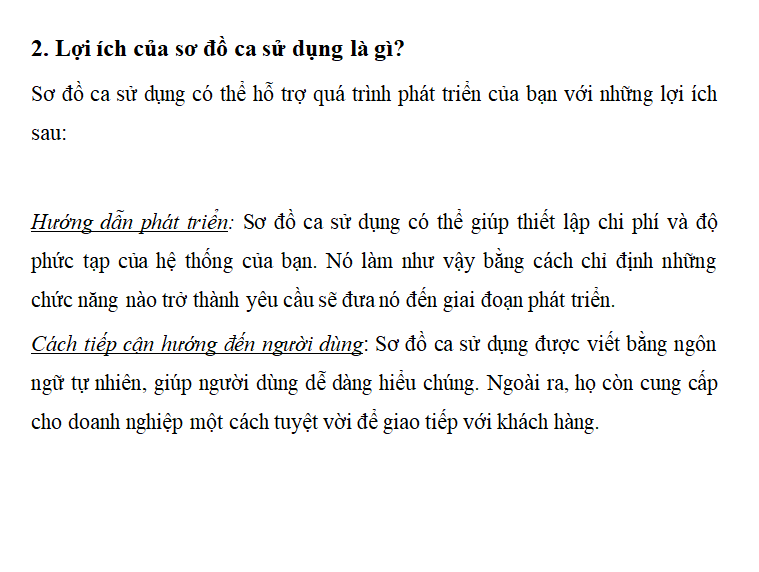 2. Lợi ích của sơ đồ ca sử dụng là gì?
Sơ đồ ca sử dụng có thể hỗ trợ quá trình phát triển của bạn với những lợi ích
sau:
Hướng dẫn phát triển: Sơ đồ ca sử dụng có thể giúp thiết lập chi phí và độ
phức tạp của hệ thống của bạn. Nó làm như vậy bằng cách chỉ định những
chức năng nào trở thành yêu cầu sẽ đưa nó đến giai đoạn phát triển.
Cách tiếp cận hướng đến người dùng: Sơ đồ ca sử dụng được viết bằng ngôn
ngữ tự nhiên, giúp người dùng dễ dàng hiểu chúng. Ngoài ra, họ còn cung cấp
cho doanh nghiệp một cách tuyệt vời để giao tiếp với khách hàng.